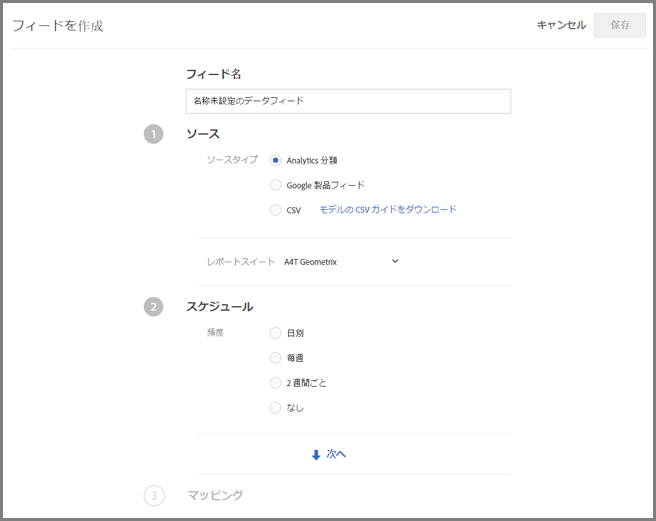 フィードを作成
キャンセル 保存
フィード名
名称未設定のデータフィード
1 ソース
ソースタイプ Analytics 分類
Google 製品フィード
CSV モデルの CSV ガイドをダウンロード
レポートスイート A4T Geometrix
2 スケジュール
頻度 日別
毎週
2 週間ごと
なし
次へ
3 マッピング